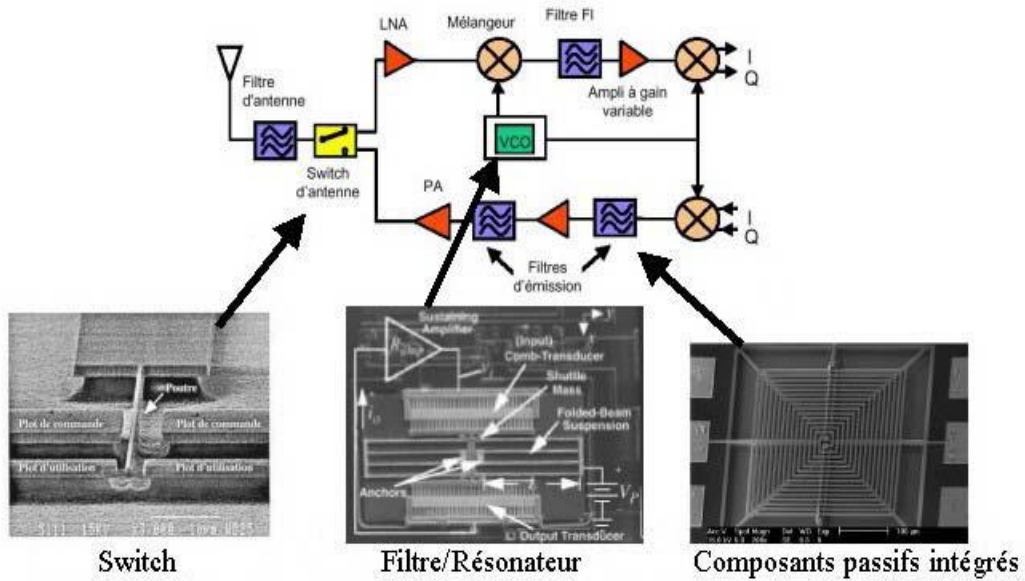 LNA
Mélangeur
Filtre FI
I
Q
Filtre
d'antenne
Ampli à gain
variable
VCO
Switch
d'antenne
PA
I
Q
Filtres
d'émission
Poutre
Plot de commande
Plot de commande
Plot d'utilisation
Plot d'utilisation
Sustaining
Amplifier
(Input)
Comb-Transducer
Shuttle
Mass
Folded-Beam
Suspension
Anchors
Output Transducer
Switch
Filtre/Résonateur
Composants passifs intégrés